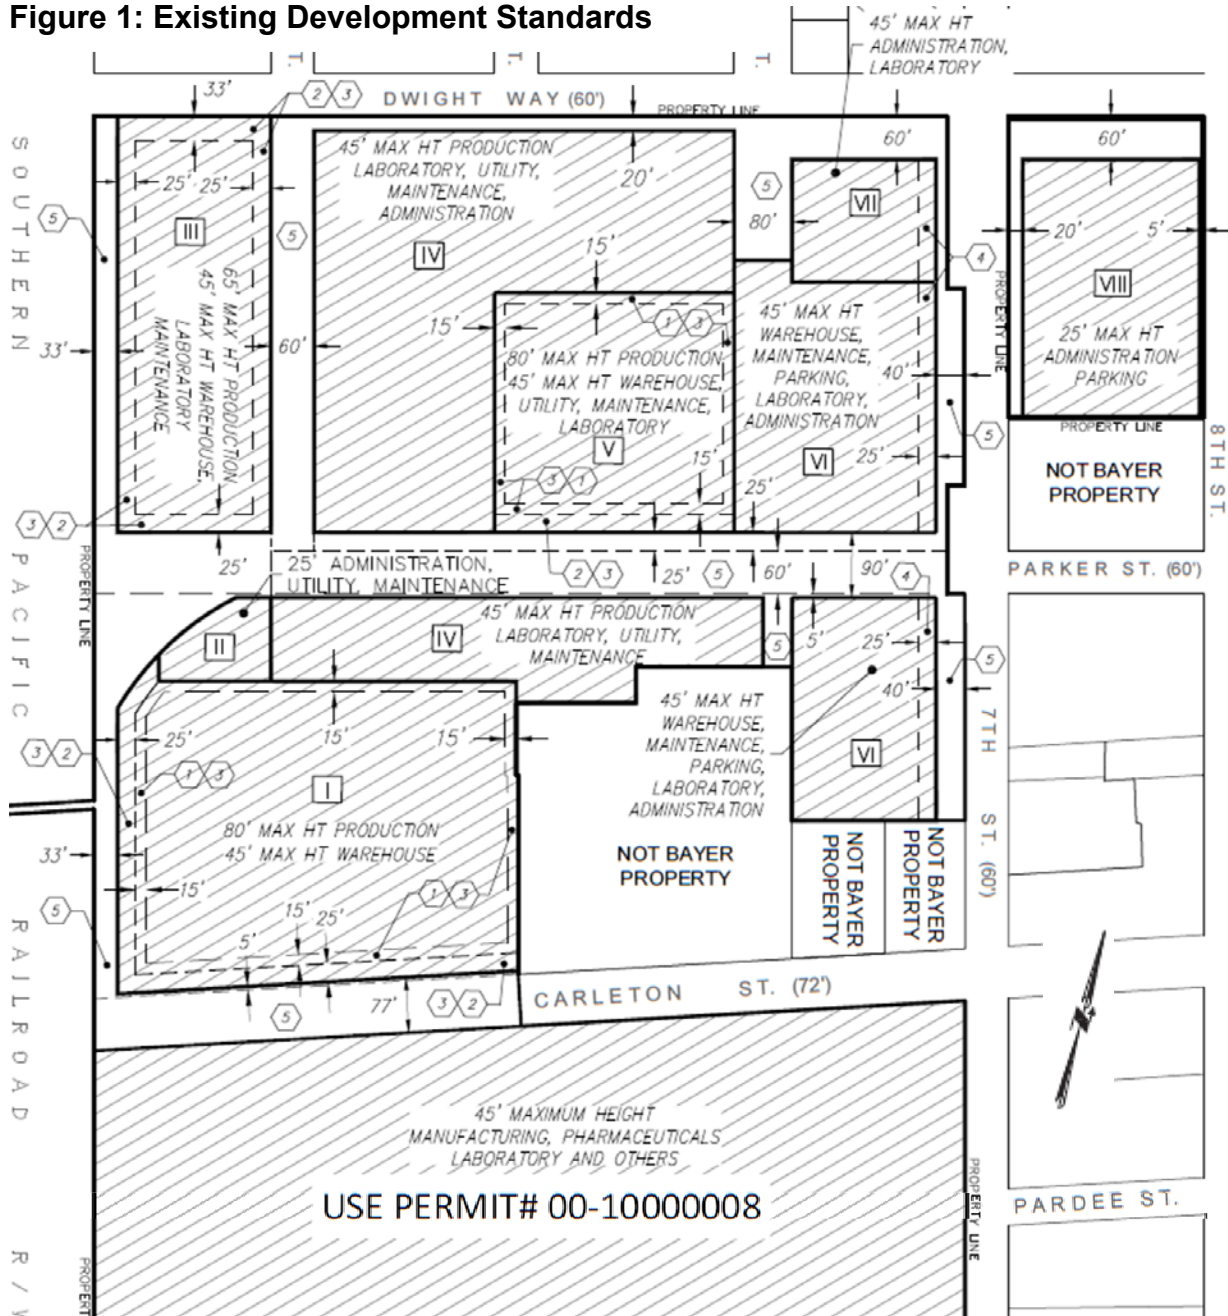 Figure 1: Existing Development Standards
45' MAX HT
ADMINISTRATION,
LABORATORY
T.
T.
T.
33'
2 3
DWIGHT WAY (60')
PROPERTY LINE
60'
60'
45' MAX HT PRODUCTION
LABORATORY, UTILITY,
MAINTENANCE,
ADMINISTRATION
20'
25' 25'
5
VII
5
III
5
80'
4
20'
5'
IV
15'
VIII
65' MAX HT PRODUCTION
45' MAX HT WAREHOUSE,
LABORATORY
MAINTENANCE
PROPERTY LINE
15'
1 3
45' MAX HT
WAREHOUSE,
MAINTENANCE,
PARKING,
LABORATORY,
ADMINISTRATION
25' MAX HT
ADMINISTRATION
PARKING
33'
60'
80' MAX HT PRODUCTION
45' MAX HT WAREHOUSE,
UTILITY, MAINTENANCE,
LABORATORY
40'
V
VI
25'
5
PROPERTY LINE
8TH ST.
NOT BAYER
PROPERTY
15'
3 1
25'
3 2
PROPERTY LINE
25'
25' ADMINISTRATION,
UTILITY, MAINTENANCE
2 3
25'
5
60'
90'
4
PARKER ST. (60')
II
IV
45' MAX HT PRODUCTION
LABORATORY, UTILITY,
MAINTENANCE
5
5'
25'
5
40'
45' MAX HT
WAREHOUSE,
MAINTENANCE,
PARKING,
LABORATORY,
ADMINISTRATION
VI
7TH ST. (60')
3 2
25'
15'
15'
1 3
I
80' MAX HT PRODUCTION
45' MAX HT WAREHOUSE
33'
15'
NOT BAYER
PROPERTY
NOT BAYER
PROPERTY
NOT BAYER
PROPERTY
1 3
5
15'
25'
5'
5
77'
3 2
CARLETON ST. (72')
N
45' MAXIMUM HEIGHT
MANUFACTURING, PHARMACEUTICALS
LABORATORY AND OTHERS
USE PERMIT# 00-10000008
PROPERTY LINE
PARDEE ST.
SOUTHERN PACIFIC RAILROAD R/
PROPERT